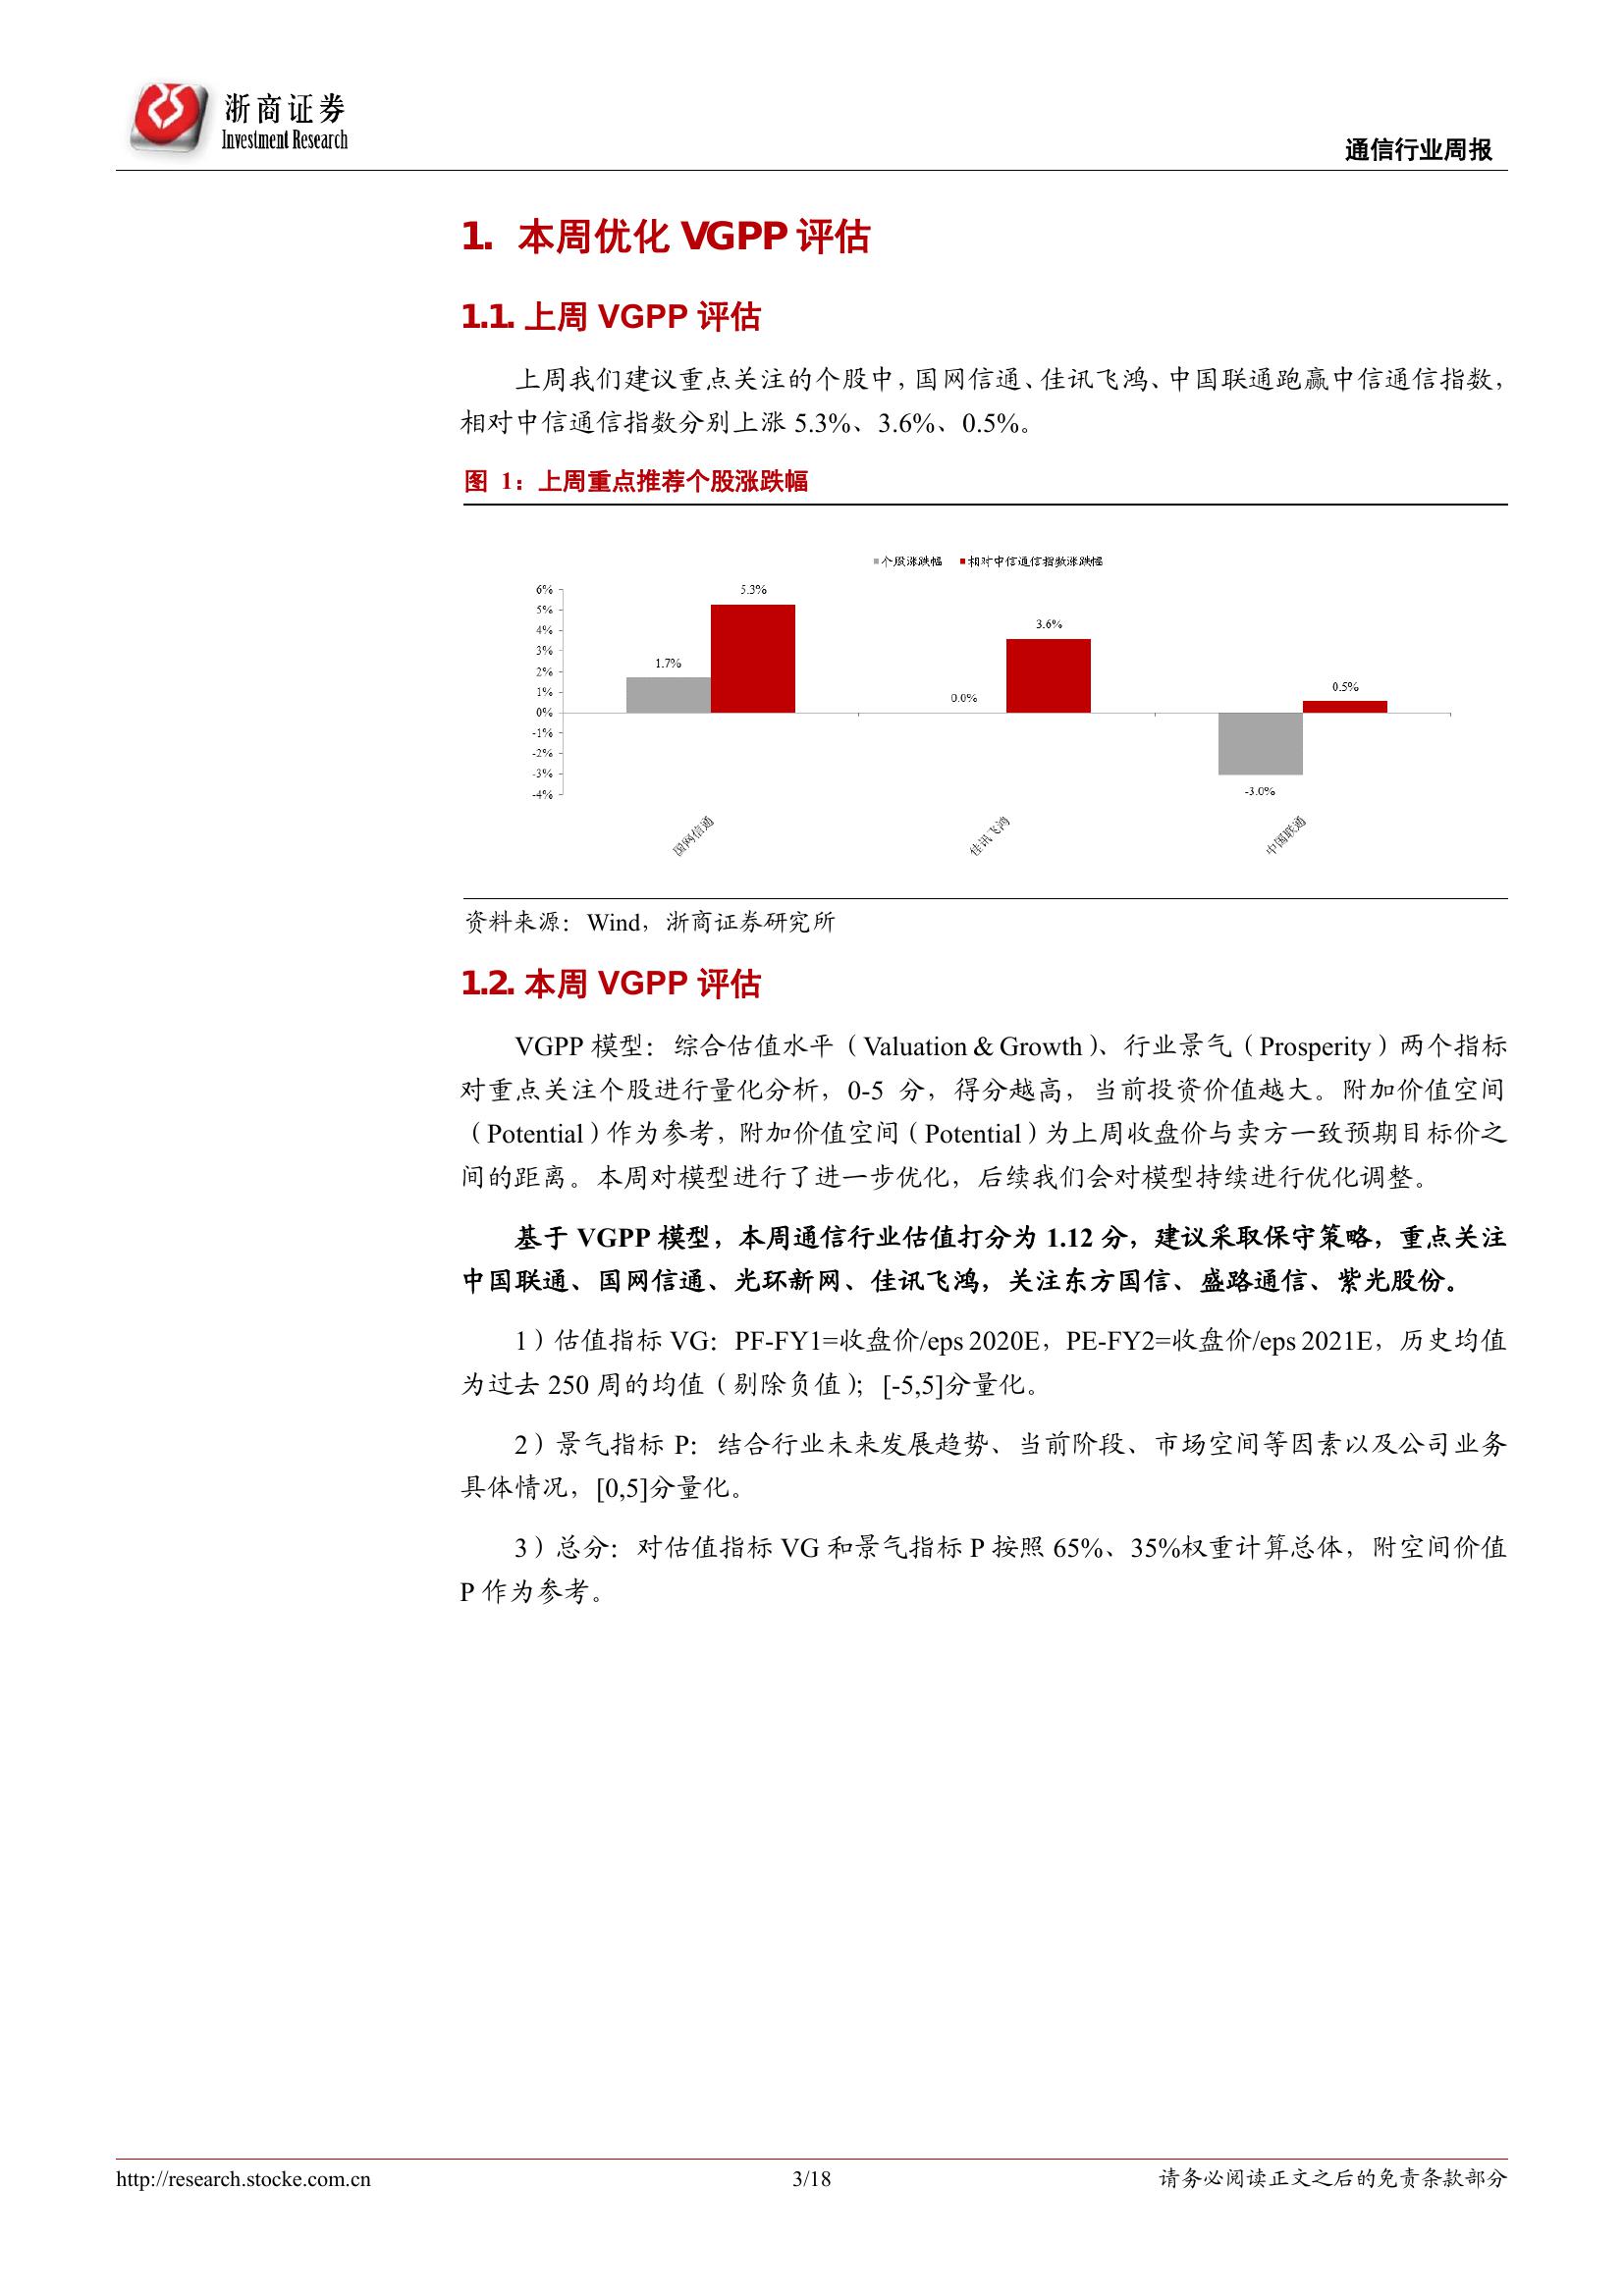 浙商证券
Investment Research
通信行业周报
1. 本周优化 VGPP 评估
1.1. 上周 VGPP 评估
上周我们建议重点关注的个股中，国网信通、佳讯飞鸿、中国联通跑赢中信通信指数，
相对中信通信指数分别上涨 5.3%、3.6%、0.5%。
图 1：上周重点推荐个股涨跌幅
个股涨跌幅 相对中信通信指数涨跌幅
6%
5%
4%
3%
2%
1%
0%
-1%
-2%
-3%
-4%
1.7%
5.3%
0.0%
3.6%
-3.0%
0.5%
国网信通
佳讯飞鸿
中国联通
资料来源：Wind，浙商证券研究所
1.2. 本周 VGPP 评估
VGPP 模型：综合估值水平（Valuation & Growth）、行业景气（Prosperity）两个指标
对重点关注个股进行量化分析，0-5 分，得分越高，当前投资价值越大。附加价值空间
（Potential）作为参考，附加价值空间（Potential）为上周收盘价与卖方一致预期目标价之
间的距离。本周对模型进行了进一步优化，后续我们会对模型持续进行优化调整。
基于 VGPP 模型，本周通信行业估值打分为 1.12 分，建议采取保守策略，重点关注
中国联通、国网信通、光环新网、佳讯飞鸿，关注东方国信、盛路通信、紫光股份。
1）估值指标 VG：PF-FY1=收盘价/eps 2020E，PE-FY2=收盘价/eps 2021E，历史均值
为过去 250 周的均值（剔除负值）；[-5,5]分量化。
2）景气指标 P：结合行业未来发展趋势、当前阶段、市场空间等因素以及公司业务
具体情况，[0,5]分量化。
3）总分：对估值指标 VG 和景气指标 P 按照 65%、35%权重计算总体，附空间价值
P 作为参考。
http://research.stocke.com.cn
3/18
请务必阅读正文之后的免责条款部分